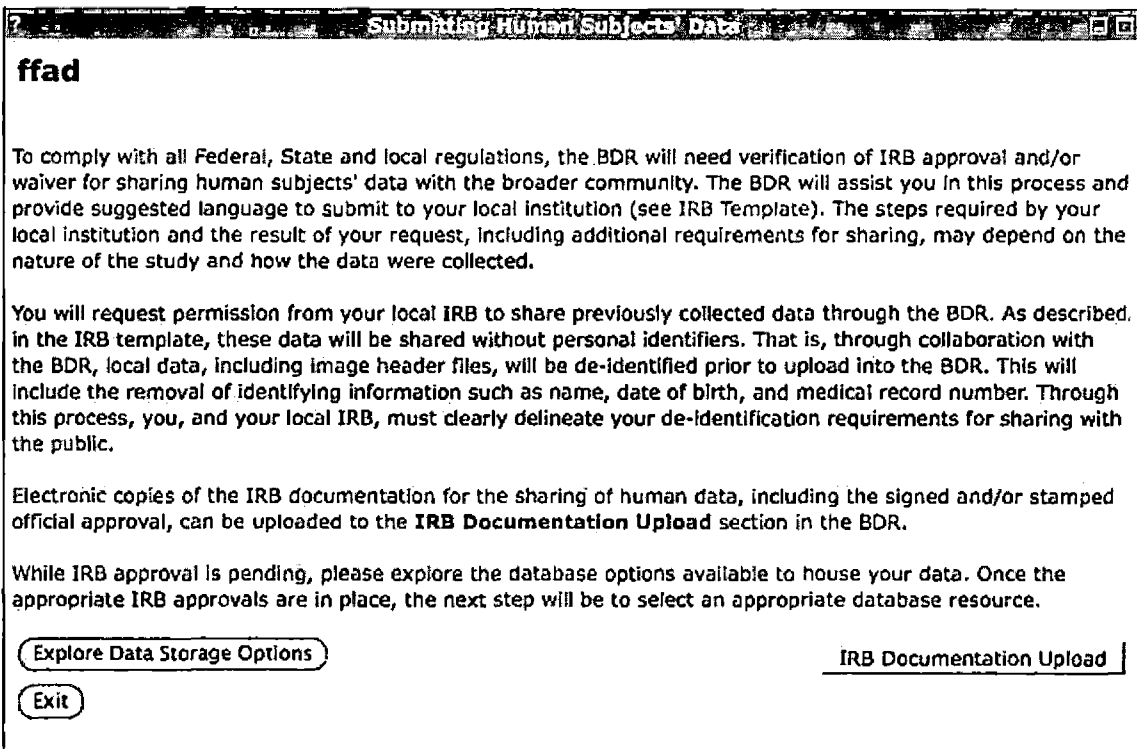 ? Submitting Human Subjects' Data
ffad
To comply with all Federal, State and local regulations, the BDR will need verification of IRB approval and/or
waiver for sharing human subjects' data with the broader community. The BDR will assist you in this process and
provide suggested language to submit to your local institution (see IRB Template). The steps required by your
local institution and the result of your request, including additional requirements for sharing, may depend on the
nature of the study and how the data were collected.
You will request permission from your local IRB to share previously collected data through the BDR. As described
in the IRB template, these data will be shared without personal identifiers. That is, through collaboration with
the BDR, local data, including image header files, will be de-identified prior to upload into the BDR. This will
include the removal of identifying information such as name, date of birth, and medical record number. Through
this process, you, and your local IRB, must clearly delineate your de-identification requirements for sharing with
the public.
Electronic copies of the IRB documentation for the sharing of human data, including the signed and/or stamped
official approval, can be uploaded to the IRB Documentation Upload section in the BDR.
While IRB approval is pending, please explore the database options available to house your data. Once the
appropriate IRB approvals are in place, the next step will be to select an appropriate database resource.
Explore Data Storage Options
IRB Documentation Upload
Exit